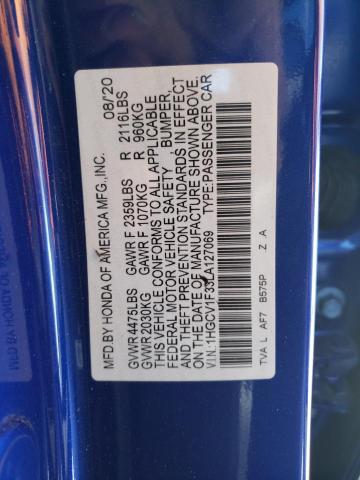 MFD. BY HONDA OF AMERICA MFG., INC. 08/20
GVWR 4475LBS GAWR F 2359LBS R 2116LBS
GVWR 2030KG GAWR F 1070KG R 960KG
THIS VEHICLE CONFORMS TO ALL APPLICABLE
FEDERAL MOTOR VEHICLE SAFETY, BUMPER, AND
THEFT PREVENTION STANDARDS IN EFFECT
ON THE DATE OF MANUFACTURE SHOWN ABOVE.
V.I.N.: 1HGCV1F33LA127069 TYPE: PASSENGER CAR
TVA L AF7 B575P Z A